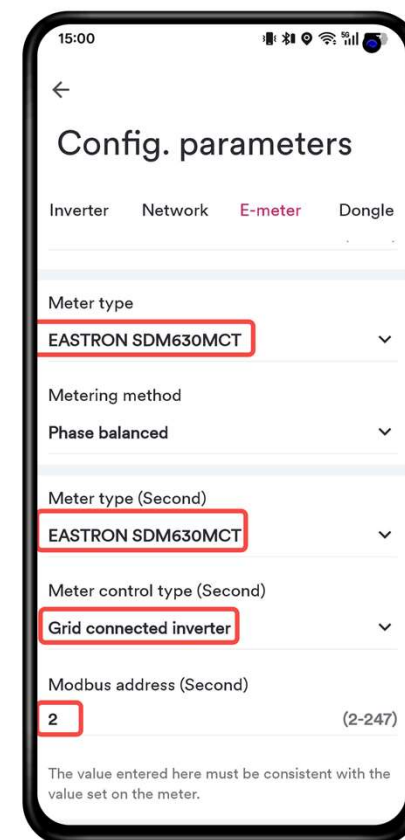 15:00
5G
Config. parameters
Inverter Network E-meter Dongle
Meter type
EASTRON SDM630MCT
Metering method
Phase balanced
Meter type (Second)
EASTRON SDM630MCT
Meter control type (Second)
Grid connected inverter
Modbus address (Second)
2 (2-247)
The value entered here must be consistent with the
value set on the meter.